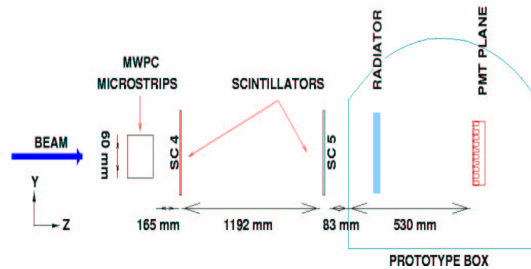 MWPC
MICROSTRIPS
SCINTILLATORS
RADIATOR
PMT PLANE
BEAM
60 mm
SC 4
SC 5
Y
Z
165 mm
1192 mm
83 mm
530 mm
PROTOTYPE BOX